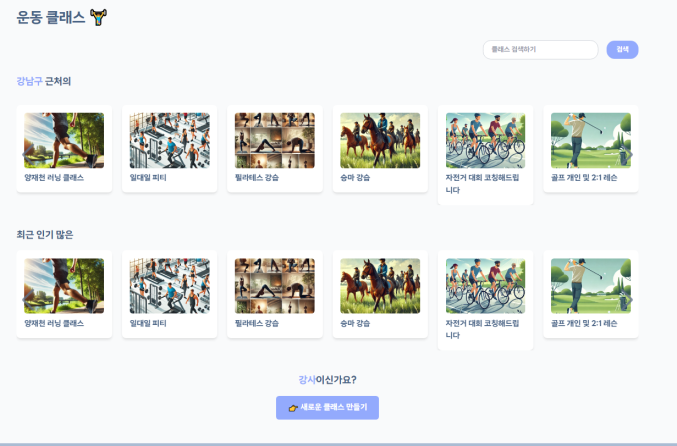 운동 클래스 🏋️
클래스 검색하기
검색
강남구 근처의
양재천 러닝 클래스
일대일 피티
필라테스 강습
승마 강습
자전거 대회 코칭해드립
니다
골프 개인 및 2:1 레슨
최근 인기 많은
양재천 러닝 클래스
일대일 피티
필라테스 강습
승마 강습
자전거 대회 코칭해드립
니다
골프 개인 및 2:1 레슨
강사이신가요?
👉 새로운 클래스 만들기